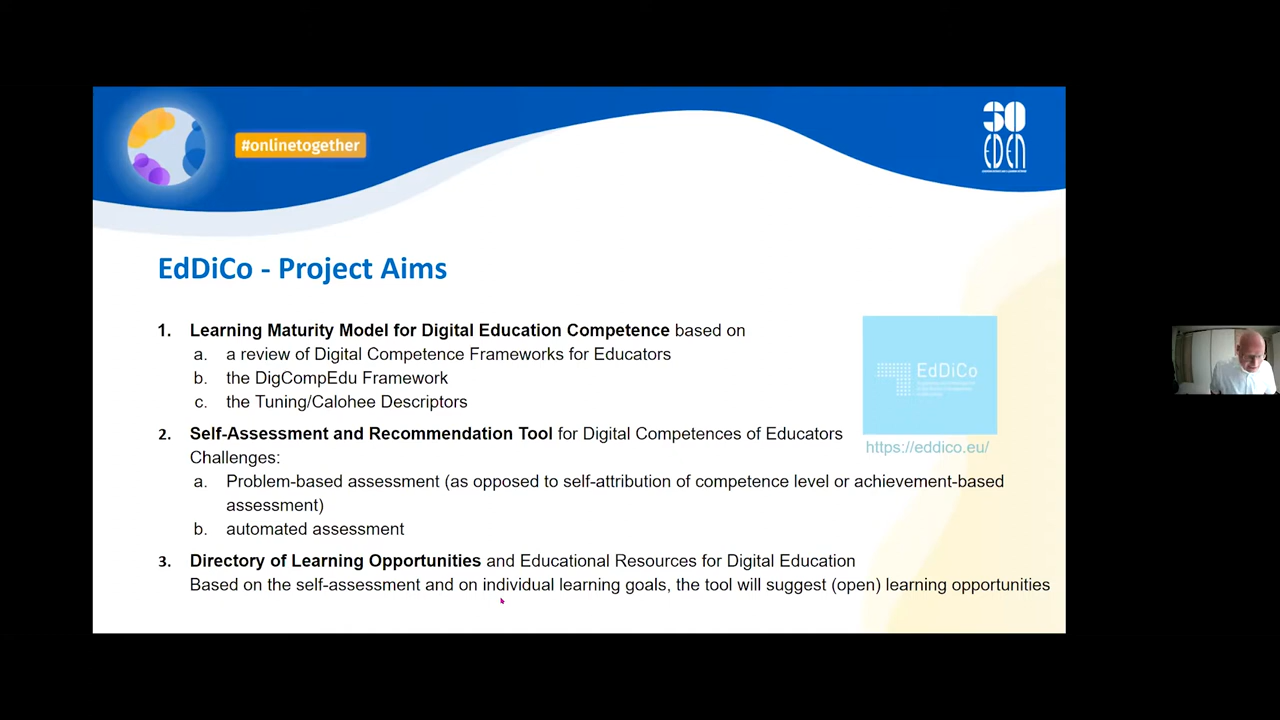 #onlinetogether
30
EDEN
EdDiCo - Project Aims
1. Learning Maturity Model for Digital Education Competence based on
a. a review of Digital Competence Frameworks for Educators
b. the DigCompEdu Framework
c. the Tuning/Calohee Descriptors
EdDiCo
https://eddico.eu/
2. Self-Assessment and Recommendation Tool for Digital Competences of Educators
Challenges:
a. Problem-based assessment (as opposed to self-attribution of competence level or achievement-based
assessment)
b. automated assessment
3. Directory of Learning Opportunities and Educational Resources for Digital Education
Based on the self-assessment and on individual learning goals, the tool will suggest (open) learning opportunities